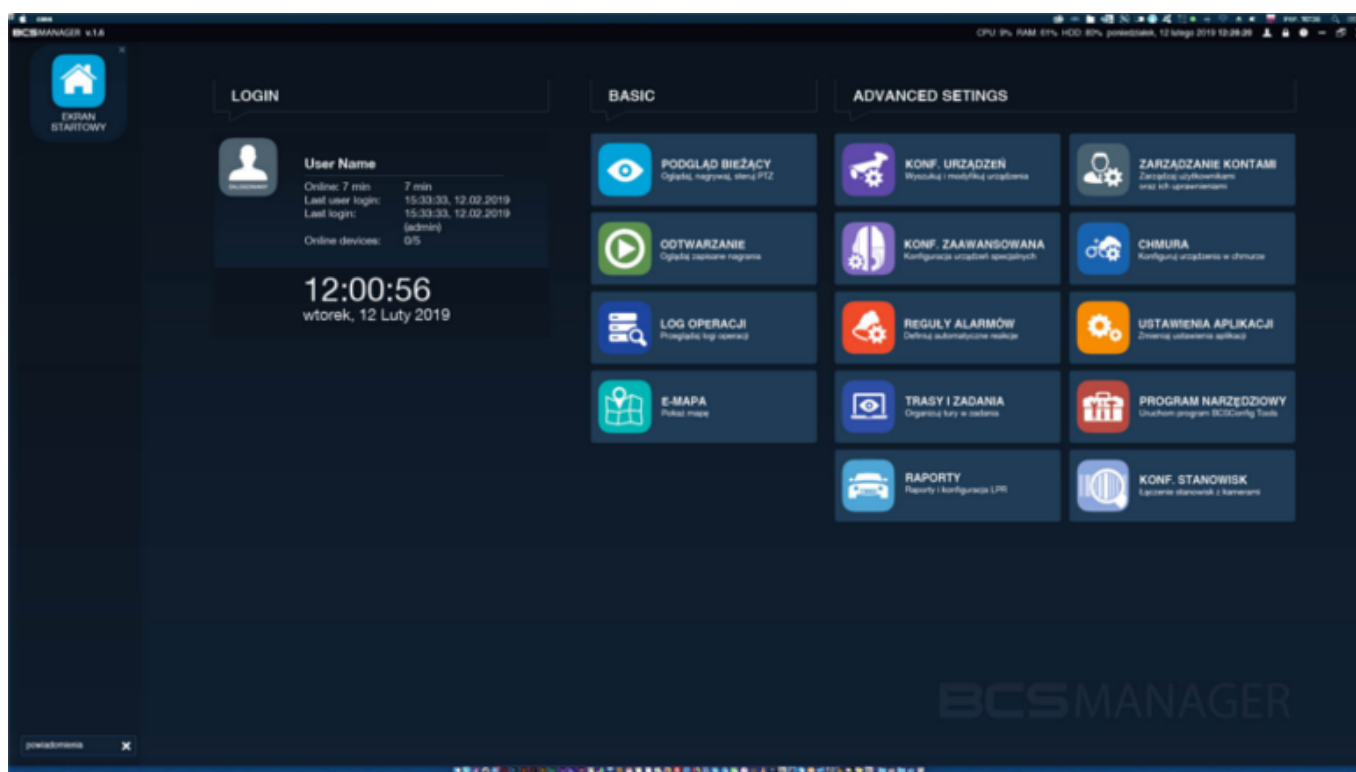 CMS
BCSMANAGER v.1.6
CPU: 9% RAM: 61% HDD: 80% poniedziałek, 12 lutego 2019 12:26:20
EKRAN
STARTOWY
LOGIN
BASIC
ADVANCED SETINGS
ZALOGOWANY
User Name
Online: 7 min 7 min
Last user login: 15:33:33, 12.02.2019
Last login: 15:33:33, 12.02.2019
(admin)
Online devices: 0/5
12:00:56
wtorek, 12 Luty 2019
PODGLĄD BIEŻĄCY
Oglądaj, nagrywaj, steruj PTZ
ODTWARZANIE
Oglądaj zapisane nagrania
LOG OPERACJI
Przeglądaj logi operacji
E-MAPA
Pokaż mapę
KONF. URZĄDZEŃ
Wyszukaj i modyfikuj urządzenia
ZARZĄDZANIE KONTAMI
Zarządzaj użytkownikami
oraz ich uprawnieniami
KONF. ZAAWANSOWANA
Konfiguracja urządzeń specjalnych
CHMURA
Konfiguruj urządzenia w chmurze
REGUŁY ALARMÓW
Definiuj automatyczne reakcje
USTAWIENIA APLIKACJI
Zmieniaj ustawienia aplikacji
TRASY I ZADANIA
Organizuj tury w zadania
PROGRAM NARZĘDZIOWY
Uruchom program BCSConfig Tools
RAPORTY
Raporty i konfiguracja LPR
KONF. STANOWISK
Łączenie stanowisk z kamerami
BCSMANAGER
powiadomienia